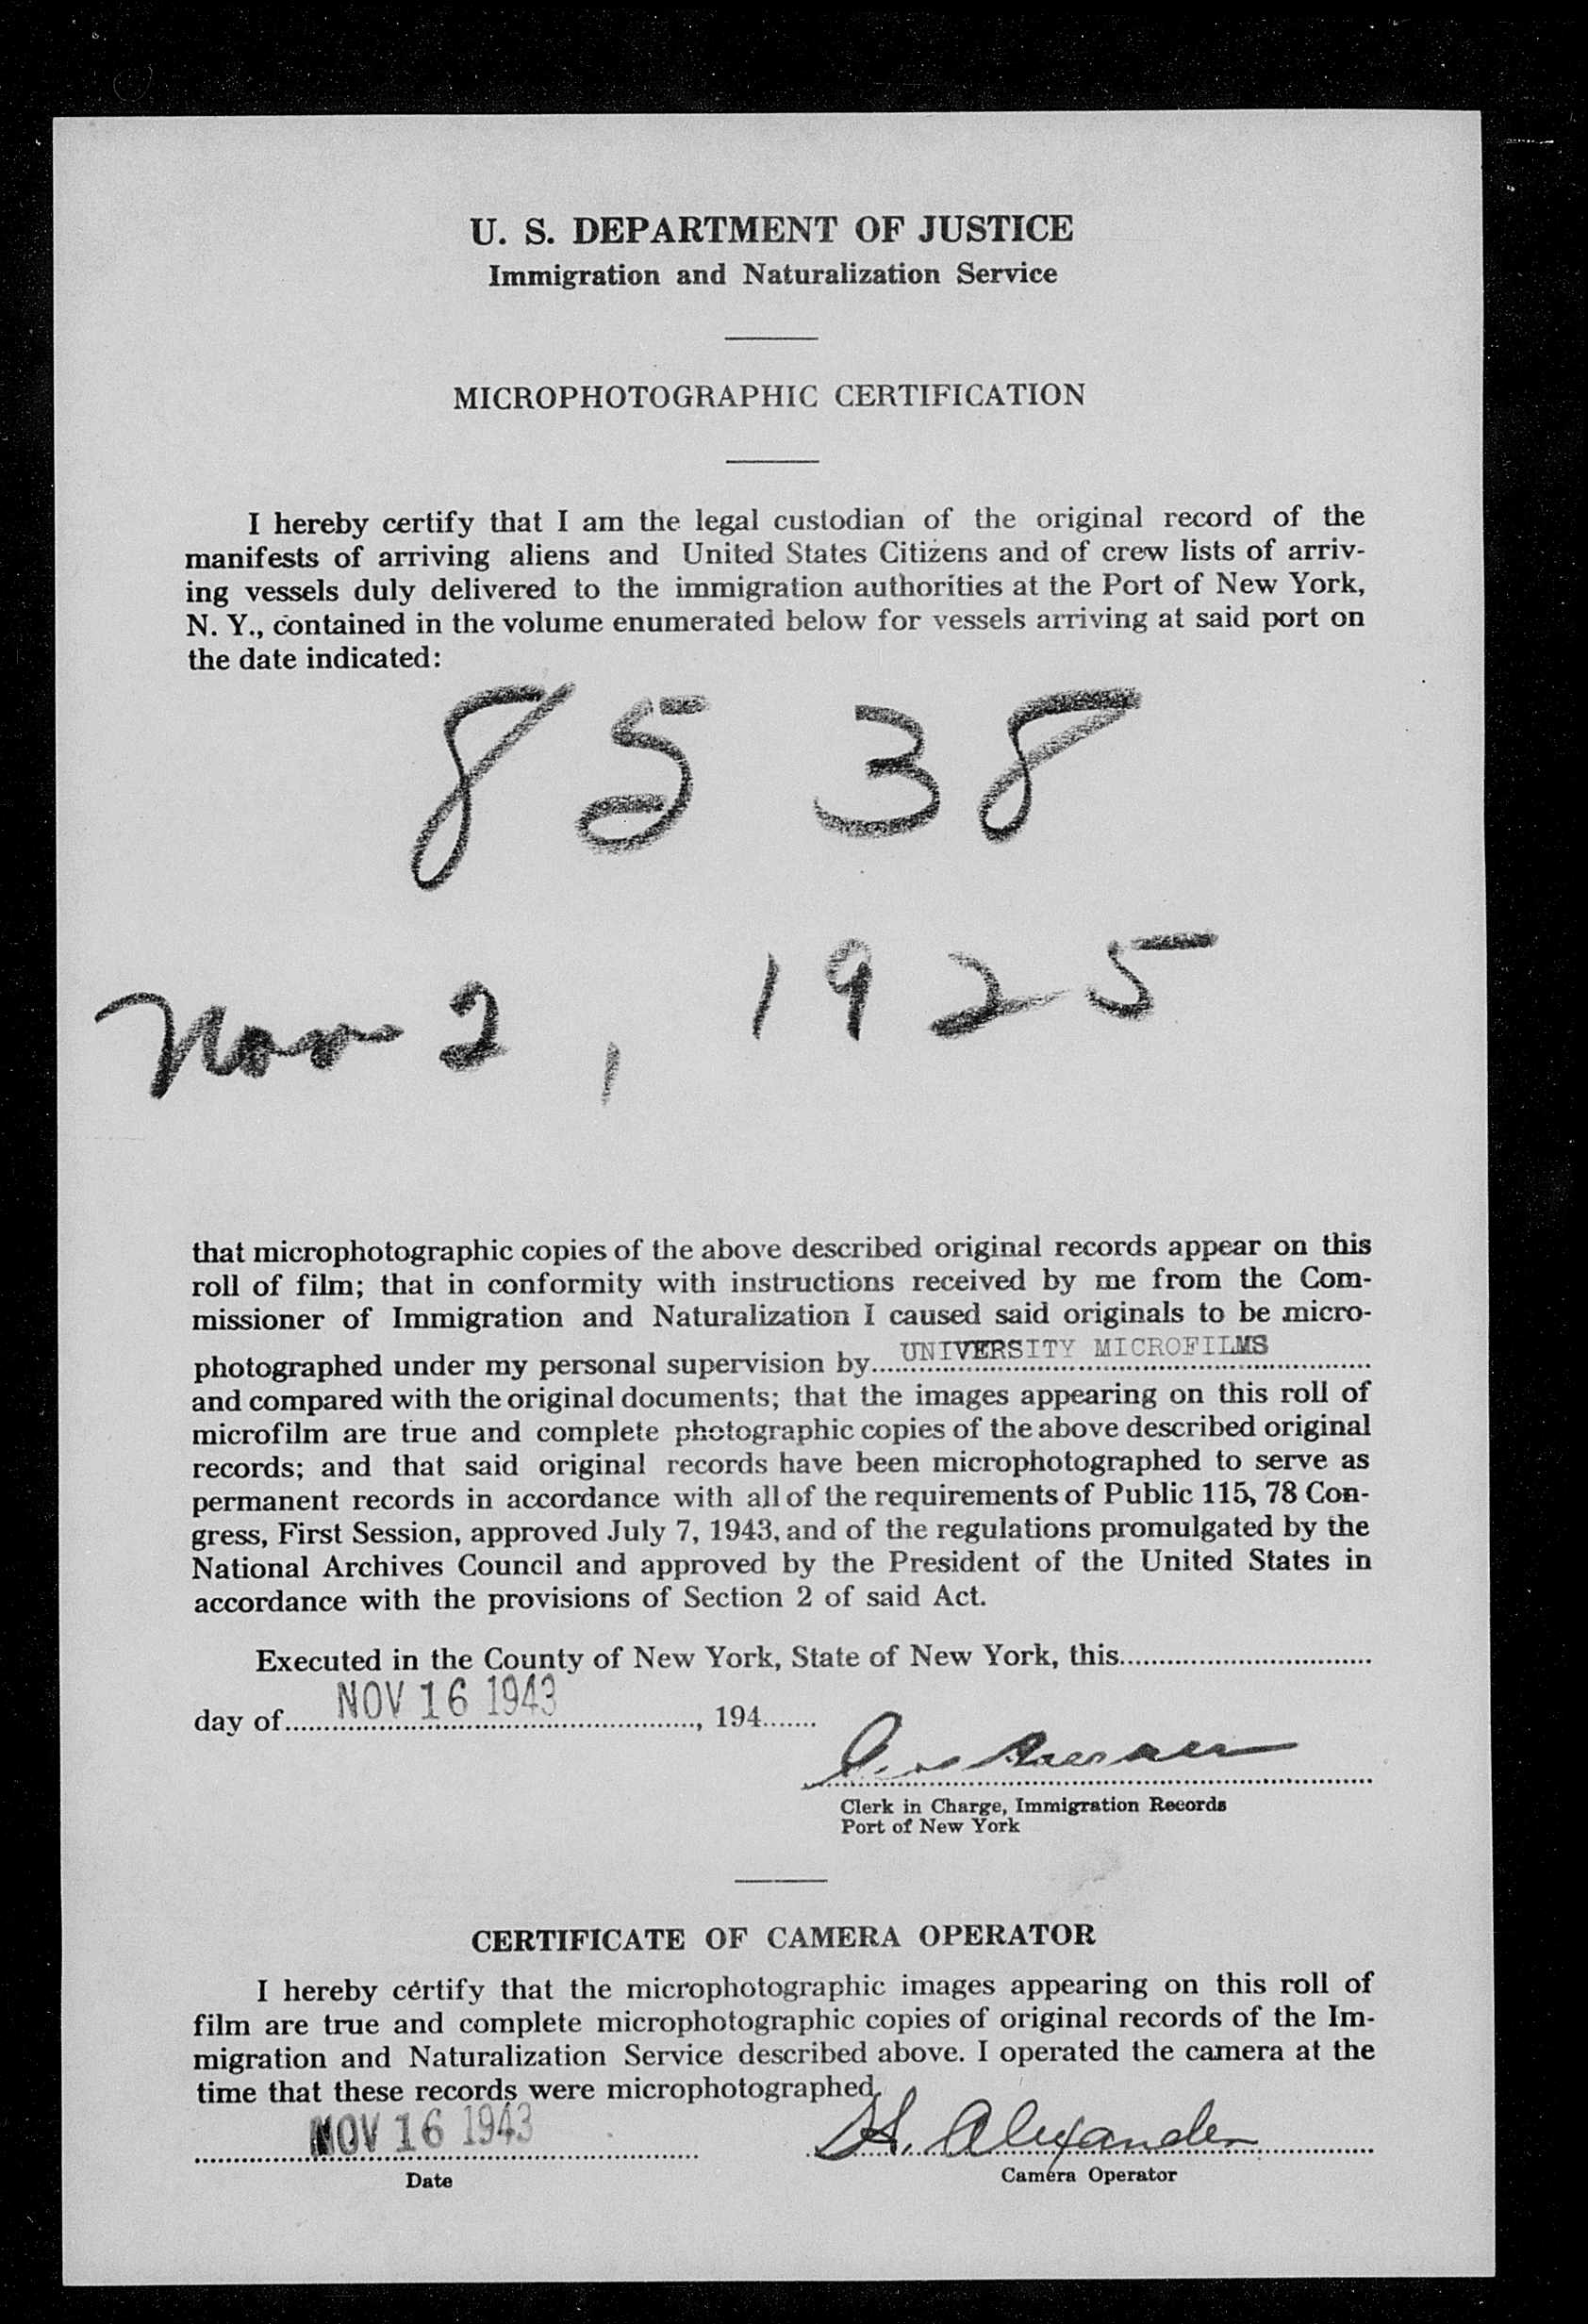 U. S. DEPARTMENT OF JUSTICE
Immigration and Naturalization Service
MICROPHOTOGRAPHIC CERTIFICATION
I hereby certify that I am the legal custodian of the original record of the
manifests of arriving aliens and United States Citizens and of crew lists of arriv-
ing vessels duly delivered to the immigration authorities at the Port of New York,
N. Y., contained in the volume enumerated below for vessels arriving at said port on
the date indicated:
8538
Nov 2, 1925
that microphotographic copies of the above described original records appear on this
roll of film; that in conformity with instructions received by me from the Com-
missioner of Immigration and Naturalization I caused said originals to be micro-
photographed under my personal supervision by UNIVERSITY MICROFILMS
and compared with the original documents; that the images appearing on this roll of
microfilm are true and complete photographic copies of the above described original
records; and that said original records have been microphotographed to serve as
permanent records in accordance with all of the requirements of Public 115, 78 Con-
gress, First Session, approved July 7, 1943, and of the regulations promulgated by the
National Archives Council and approved by the President of the United States in
accordance with the provisions of Section 2 of said Act.
Executed in the County of New York, State of New York, this
day of NOV 16 1943, 194
Clerk in Charge, Immigration Records
Port of New York
CERTIFICATE OF CAMERA OPERATOR
I hereby certify that the microphotographic images appearing on this roll of
film are true and complete microphotographic copies of original records of the Im-
migration and Naturalization Service described above. I operated the camera at the
time that these records were microphotographed.
NOV 16 1943 H. Alexander
Date Camera Operator